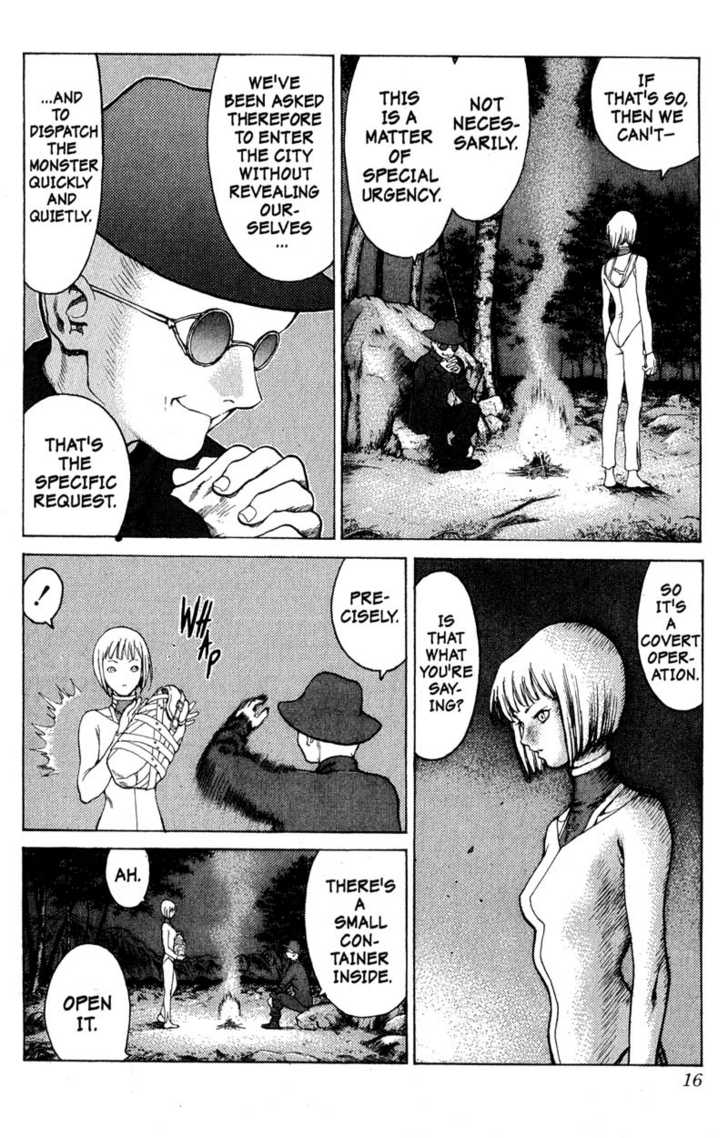 IF
THAT'S SO,
THEN WE
CAN'T—
NOT
NECES-
SARILY.
THIS
IS A
MATTER
OF
SPECIAL
URGENCY.
WE'VE
BEEN ASKED
THEREFORE
TO ENTER
THE CITY
WITHOUT
REVEALING
OUR-
SELVES
...
...AND
TO
DISPATCH
THE
MONSTER
QUICKLY
AND
QUIETLY.
THAT'S
THE
SPECIFIC
REQUEST.
SO
IT'S
A
COVERT
OPER-
ATION.
IS
THAT
WHAT
YOU'RE
SAY-
ING?
PRE-
CISELY.
WHAP
!
THERE'S
A
SMALL
CON-
TAINER
INSIDE.
AH.
OPEN
IT.
16